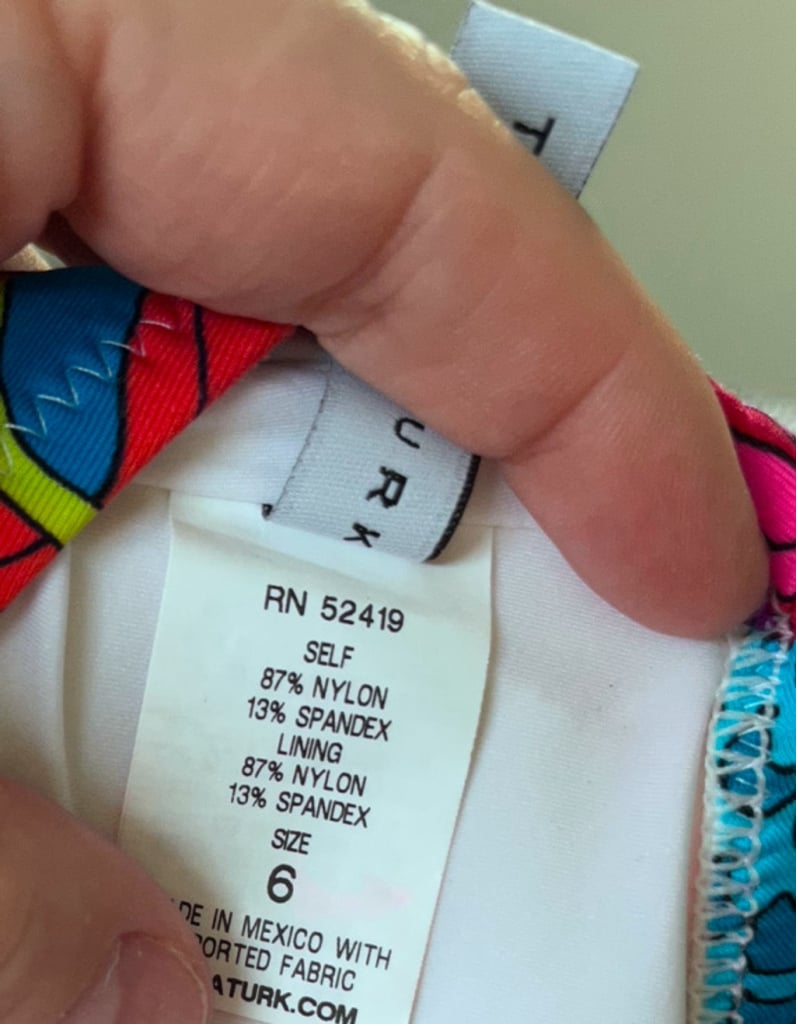 T
URK
RN 52419
SELF
87% NYLON
13% SPANDEX
LINING
87% NYLON
13% SPANDEX
SIZE
6
DE IN MEXICO WITH
PORTED FABRIC
ATURK.COM